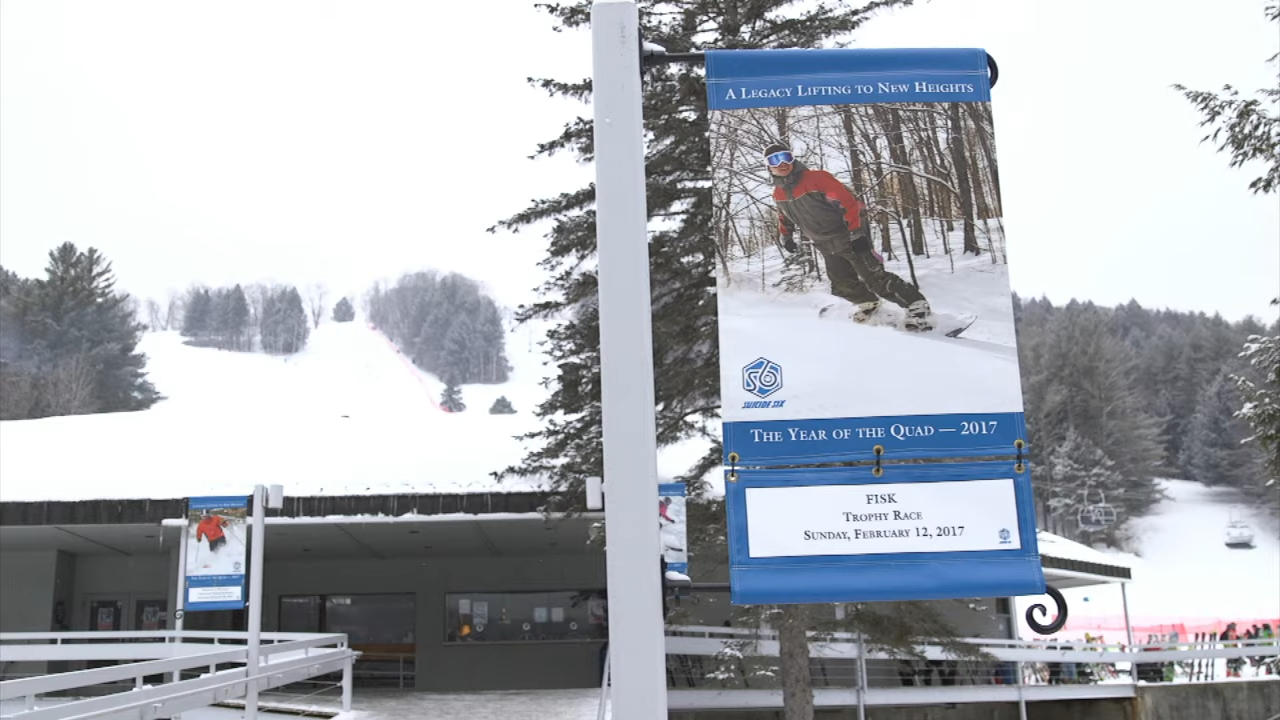 A Legacy Lifting to New Heights
S6
SUICIDE SIX
The Year of the Quad — 2017
FISK
Trophy Race
Sunday, February 12, 2017